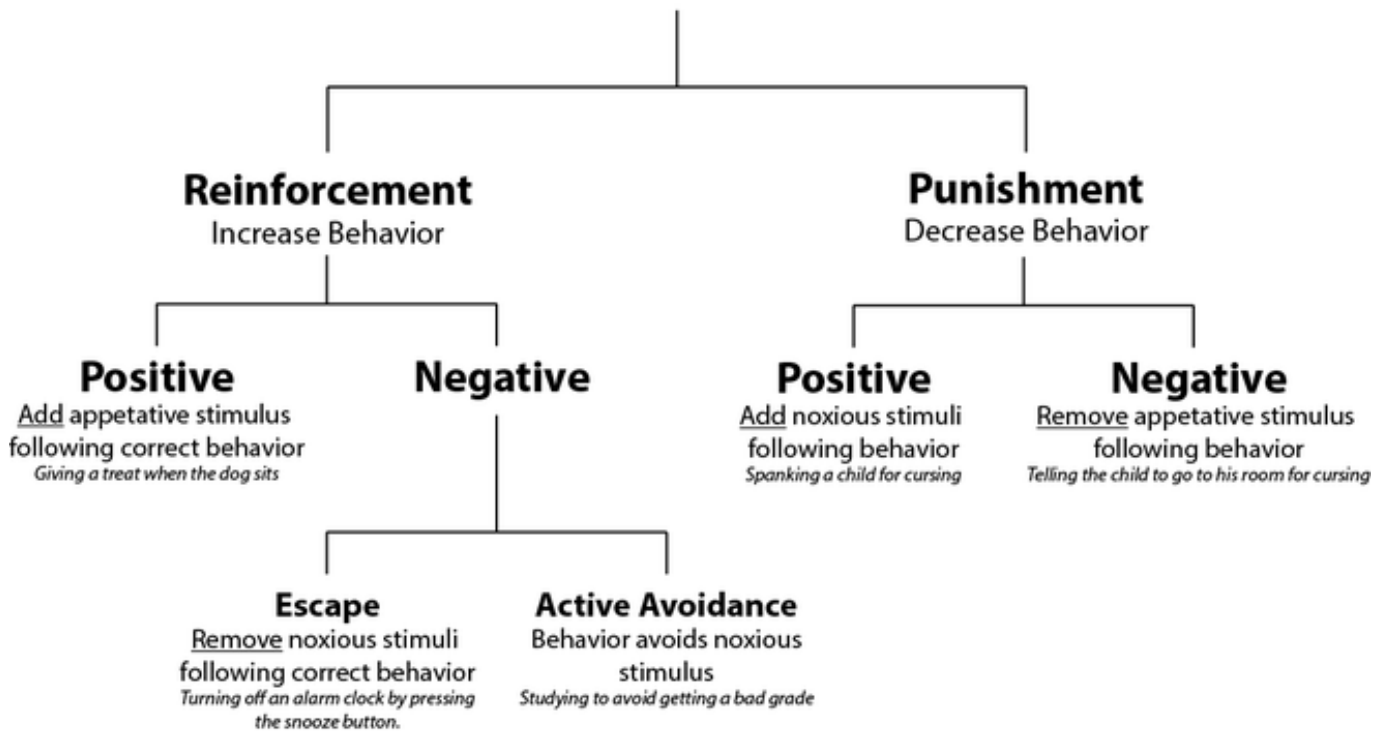 Reinforcement
Increase Behavior
Punishment
Decrease Behavior
Positive
Add appetative stimulus
following correct behavior
Giving a treat when the dog sits
Negative
Positive
Add noxious stimuli
following behavior
Spanking a child for cursing
Negative
Remove appetative stimulus
following behavior
Telling the child to go to his room for cursing
Escape
Remove noxious stimuli
following correct behavior
Turning off an alarm clock by pressing
the snooze button.
Active Avoidance
Behavior avoids noxious
stimulus
Studying to avoid getting a bad grade